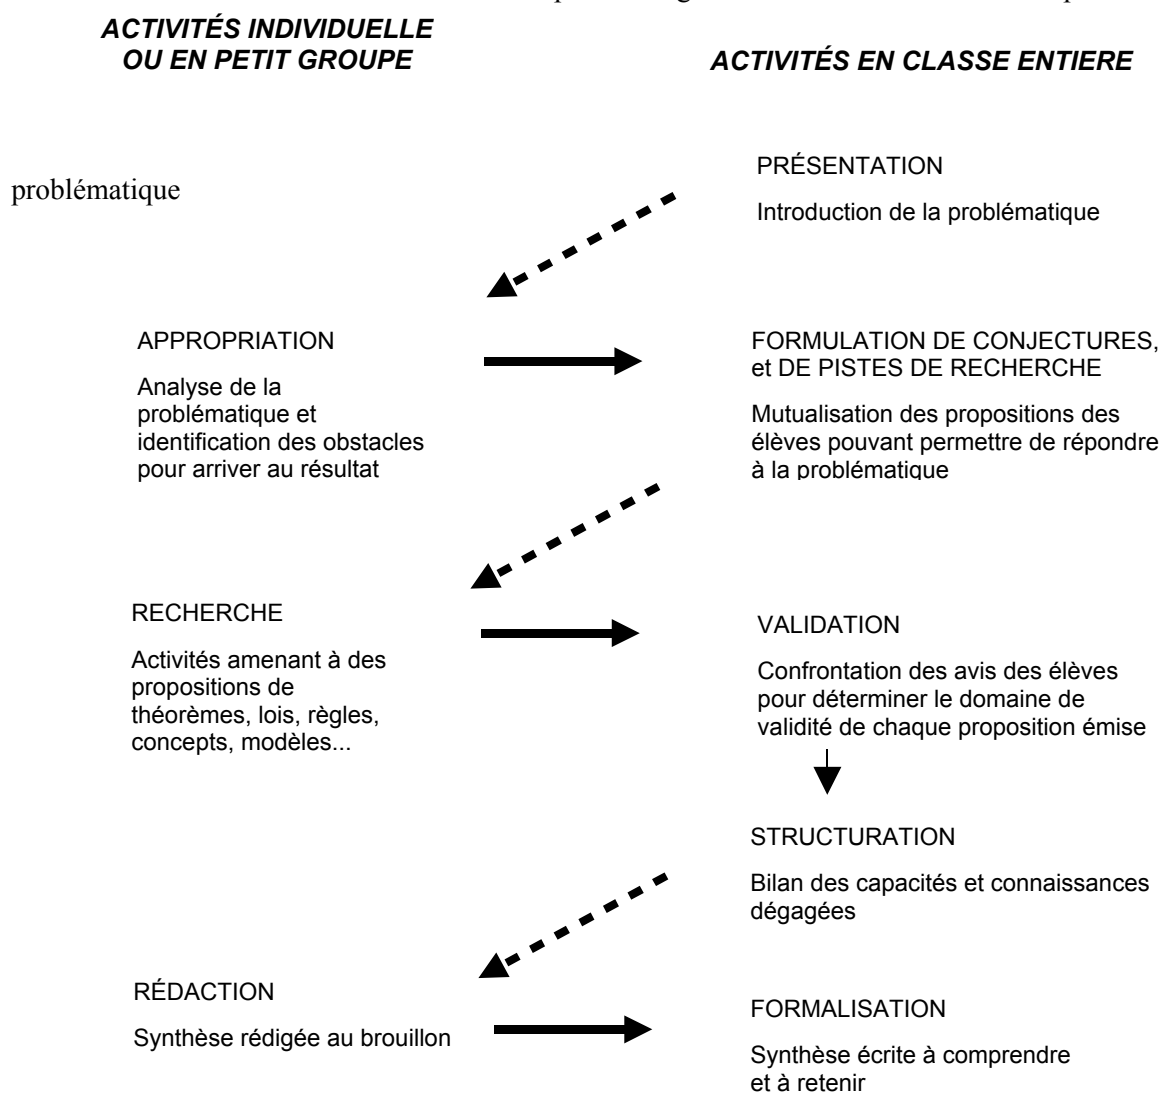 ACTIVITÉS INDIVIDUELLE
OU EN PETIT GROUPE
ACTIVITÉS EN CLASSE ENTIERE
problématique
PRÉSENTATION
Introduction de la problématique
APPROPRIATION
Analyse de la
problématique et
identification des obstacles
pour arriver au résultat
FORMULATION DE CONJECTURES,
et DE PISTES DE RECHERCHE
Mutualisation des propositions des
élèves pouvant permettre de répondre
à la problématique
RECHERCHE
Activités amenant à des
propositions de
théorèmes, lois, règles,
concepts, modèles...
VALIDATION
Confrontation des avis des élèves
pour déterminer le domaine de
validité de chaque proposition émise
STRUCTURATION
Bilan des capacités et connaissances
dégagées
RÉDACTION
Synthèse rédigée au brouillon
FORMALISATION
Synthèse écrite à comprendre
et à retenir